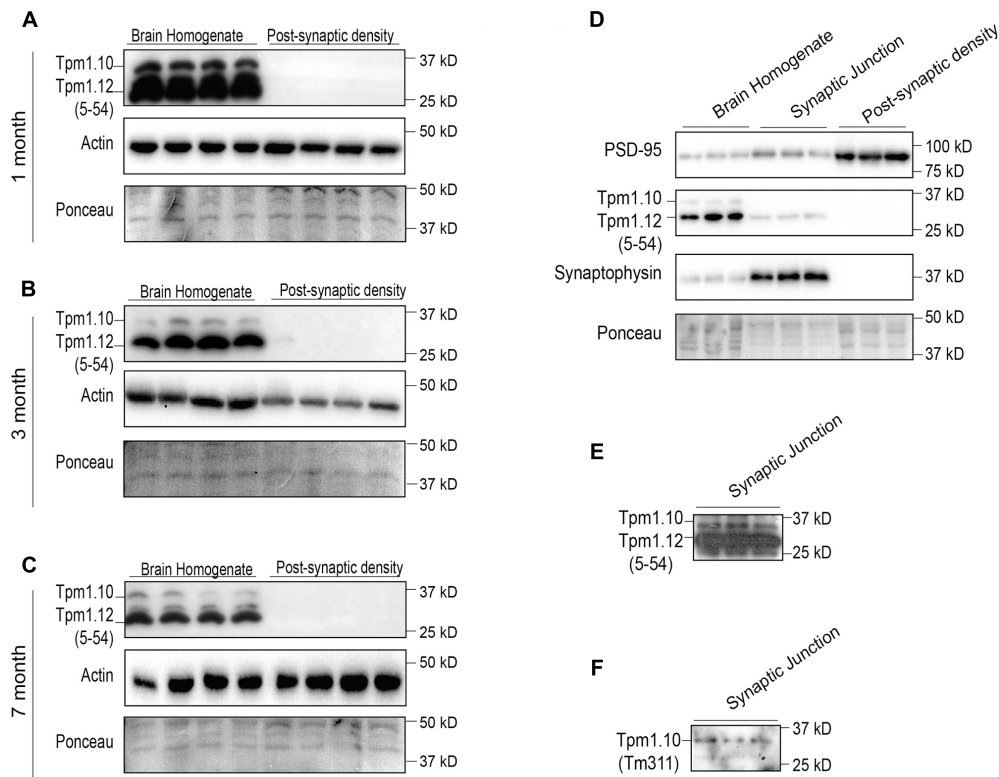 A
Brain Homogenate Post-synaptic density
1 month
Tpm1.10
Tpm1.12
(5-54)
37 kD
25 kD
Actin
50 kD
Ponceau
50 kD
37 kD
B
Brain Homogenate Post-synaptic density
3 month
Tpm1.10
Tpm1.12
(5-54)
37 kD
25 kD
Actin
50 kD
Ponceau
50 kD
37 kD
C
Brain Homogenate Post-synaptic density
7 month
Tpm1.10
Tpm1.12
(5-54)
37 kD
25 kD
Actin
50 kD
Ponceau
50 kD
37 kD
D
Brain Homogenate
Synaptic Junction
Post-synaptic density
PSD-95
100 kD
75 kD
Tpm1.10
Tpm1.12
(5-54)
37 kD
25 kD
Synaptophysin
37 kD
Ponceau
50 kD
37 kD
E
Synaptic Junction
Tpm1.10
Tpm1.12
(5-54)
37 kD
25 kD
F
Synaptic Junction
Tpm1.10
(Tm311)
37 kD
25 kD